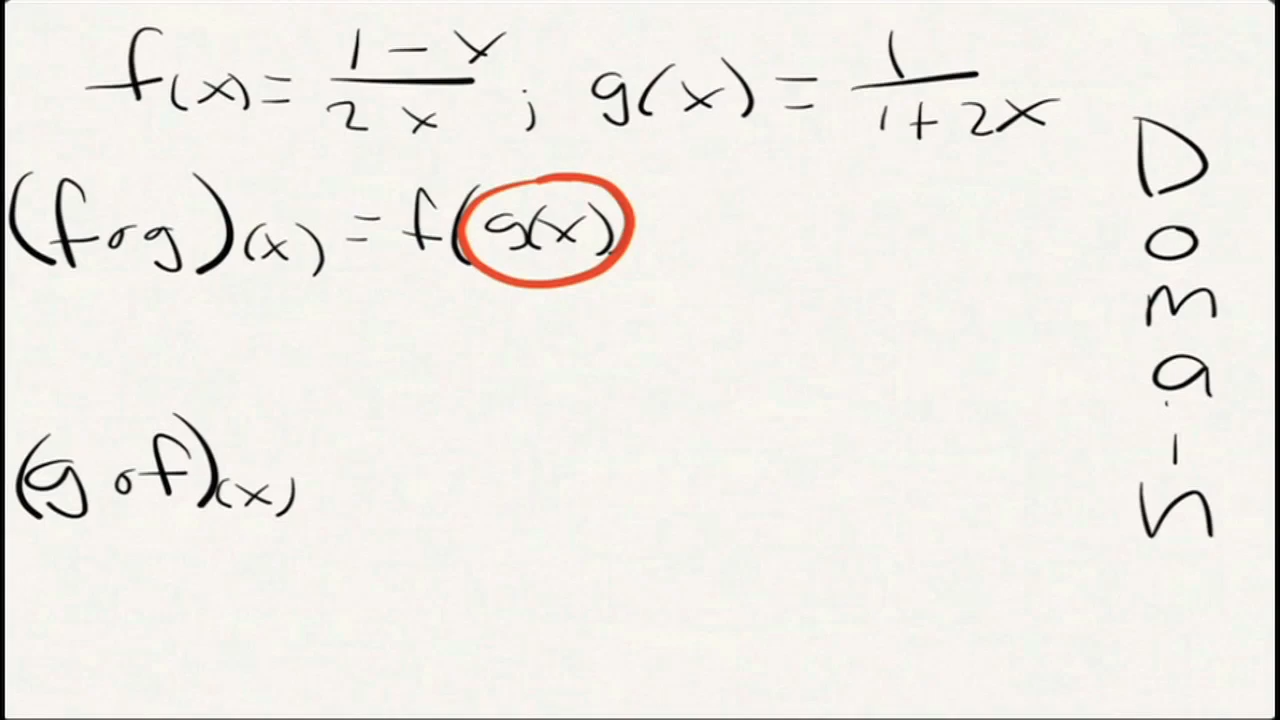 f(x) = 1 - x / 2x ; g(x) = 1 / 1 + 2x
(f o g)(x) = f(g(x)
(g o f)(x)
Domain